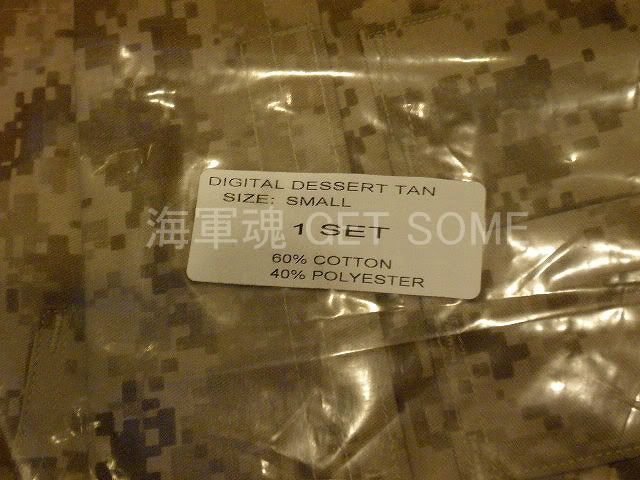 DIGITAL DESSERT TAN
SIZE: SMALL
海軍魂 GET SOME
1 SET
60% COTTON
40% POLYESTER